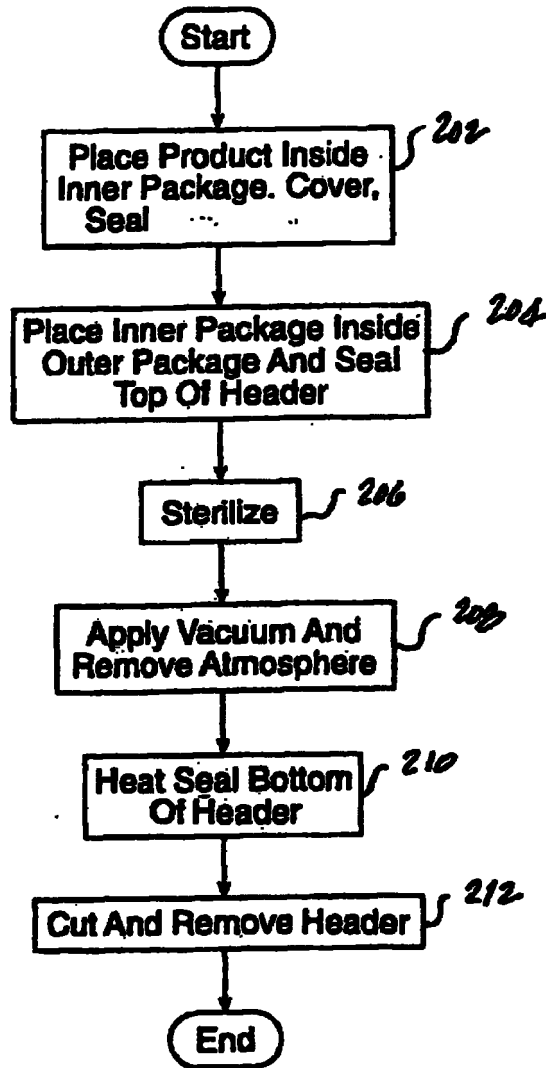 Start
202
Place Product Inside
Inner Package. Cover,
Seal
204
Place Inner Package Inside
Outer Package And Seal
Top Of Header
206
Sterilize
208
Apply Vacuum And
Remove Atmosphere
210
Heat Seal Bottom
Of Header
212
Cut And Remove Header
End